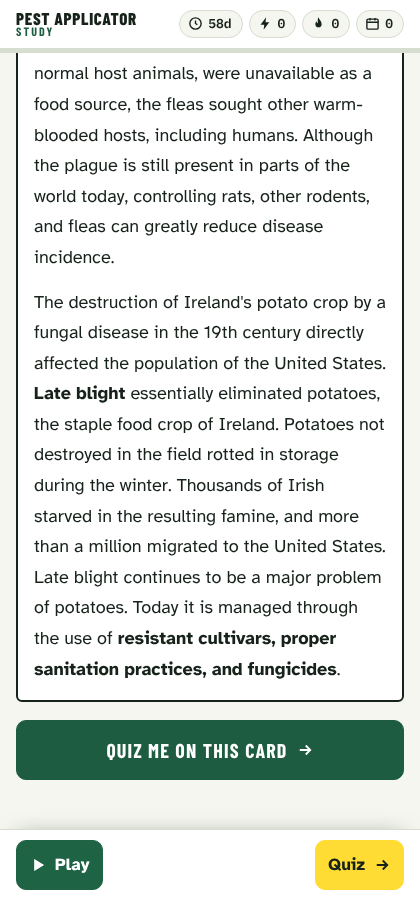 PEST APPLICATOR
STUDY
58d
0
0
0
normal host animals, were unavailable as a
food source, the fleas sought other warm-
blooded hosts, including humans. Although
the plague is still present in parts of the
world today, controlling rats, other rodents,
and fleas can greatly reduce disease
incidence.
The destruction of Ireland's potato crop by a
fungal disease in the 19th century directly
affected the population of the United States.
Late blight essentially eliminated potatoes,
the staple food crop of Ireland. Potatoes not
destroyed in the field rotted in storage
during the winter. Thousands of Irish
starved in the resulting famine, and more
than a million migrated to the United States.
Late blight continues to be a major problem
of potatoes. Today it is managed through
the use of resistant cultivars, proper
sanitation practices, and fungicides.
QUIZ ME ON THIS CARD →
Play
Quiz →